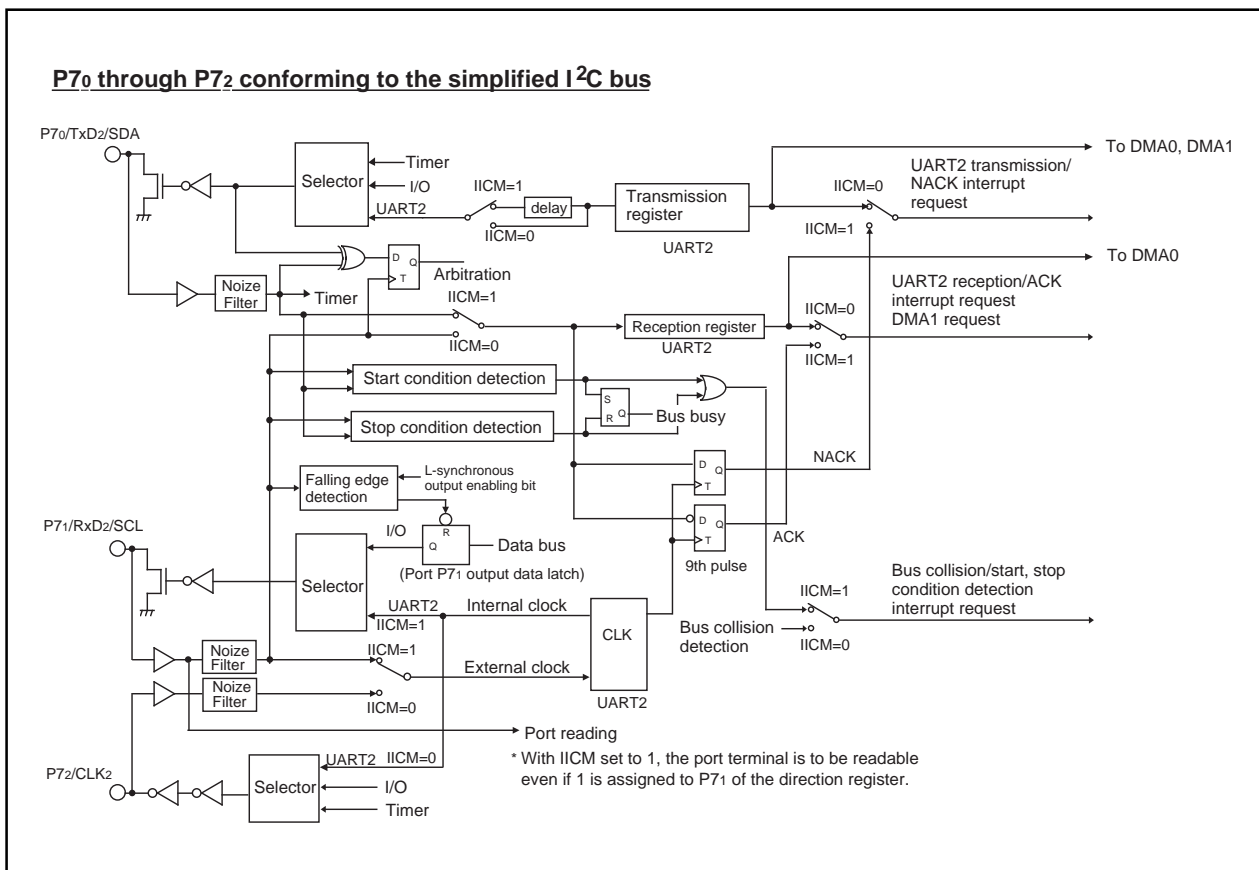 P70 through P72 conforming to the simplified I2C bus
P70/TxD2/SDA
Selector
Timer
I/O
UART2
IICM=1
delay
IICM=0
Transmission
register
UART2
To DMA0, DMA1
IICM=0
IICM=1
UART2 transmission/
NACK interrupt
request
D
Q
T
Arbitration
Noize
Filter
Timer
IICM=1
IICM=0
Reception register
UART2
To DMA0
UART2 reception/ACK
interrupt request
DMA1 request
IICM=0
IICM=1
Start condition detection
S
R
Q
Bus busy
Stop condition detection
NACK
D
Q
T
Falling edge
detection
L-synchronous
output enabling bit
P71/RxD2/SCL
I/O
R
Q
Data bus
(Port P71 output data latch)
D
Q
T
ACK
9th pulse
Selector
UART2
IICM=1
Internal clock
CLK
UART2
Bus collision/start, stop
condition detection
interrupt request
IICM=1
IICM=0
Bus collision
detection
Noize
Filter
IICM=1
External clock
Noize
Filter
IICM=0
Port reading
* With IICM set to 1, the port terminal is to be readable
even if 1 is assigned to P71 of the direction register.
P72/CLK2
Selector
UART2
IICM=0
I/O
Timer